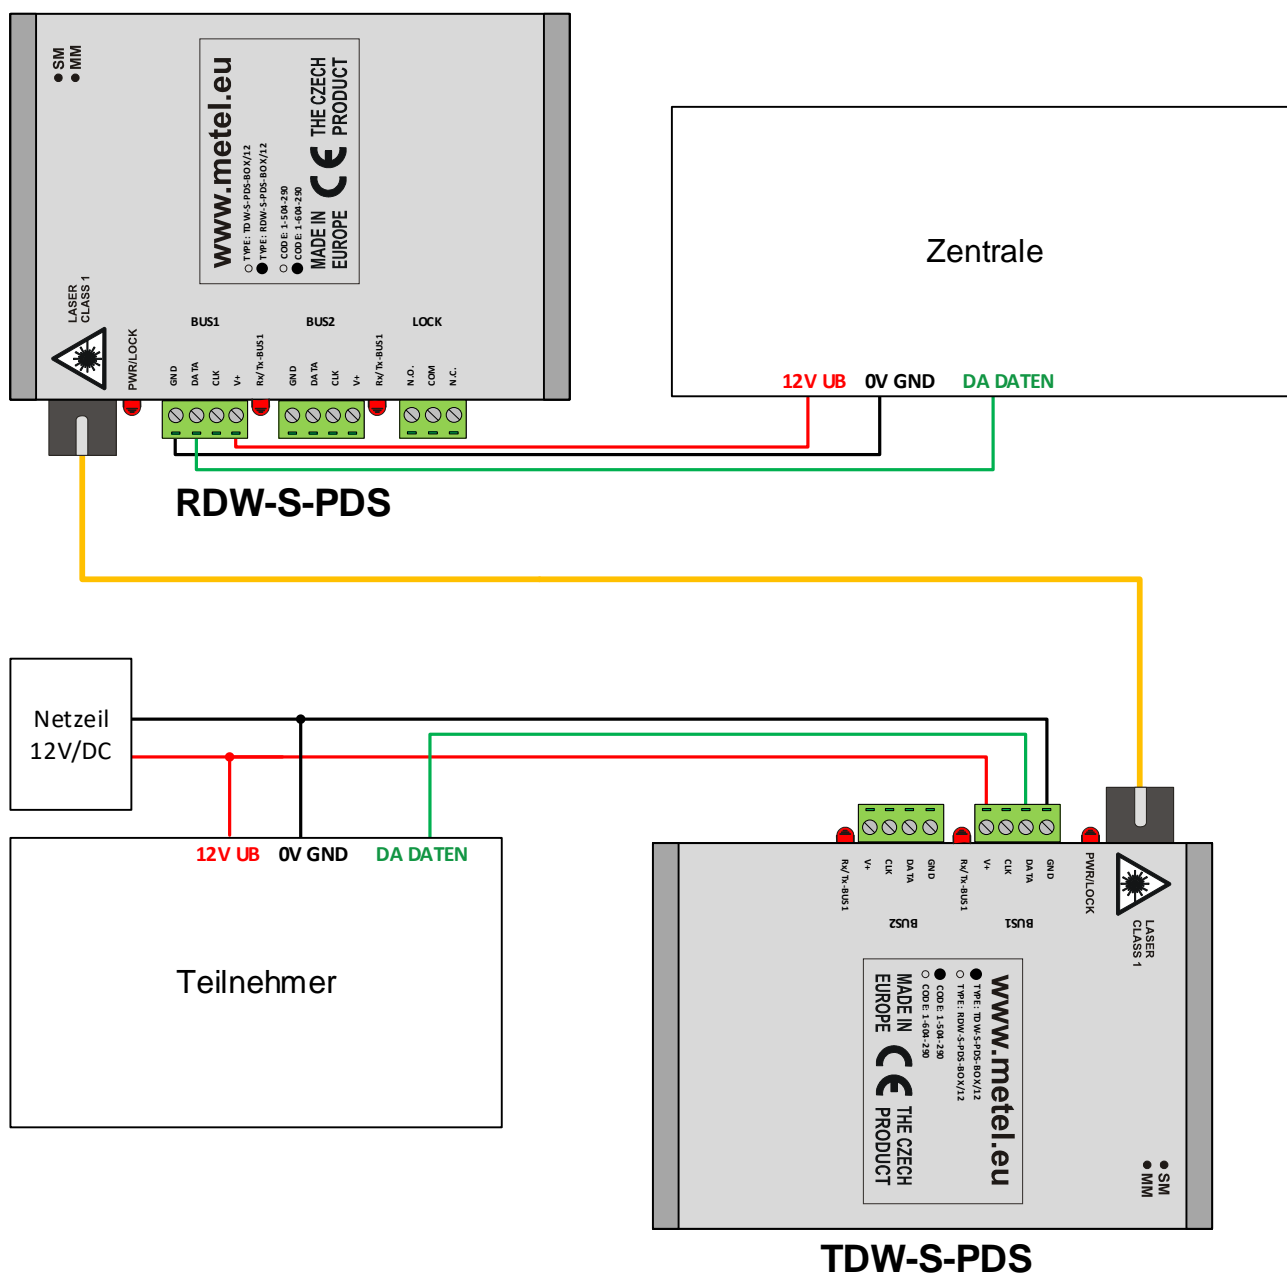 SM
MM
www.metel.eu
TYPE: TDW-S-PDS-BOX/12
TYPE: RDW-S-PDS-BOX/12
CODE: 1-504-290
CODE: 1-604-290
MADE IN
EUROPE
CE
THE CZECH
PRODUCT
LASER
CLASS 1
PWR/LOCK
BUS1
BUS2
LOCK
GND
DATA
CLK
V+
Rx/Tx-BUS1
GND
DATA
CLK
V+
Rx/Tx-BUS1
N.O.
COM
N.C.
RDW-S-PDS
Zentrale
12V UB
0V GND
DA DATEN
Netzeil
12V/DC
12V UB
0V GND
DA DATEN
Teilnehmer
Rx/Tx-BUS1
V+
CLK
DATA
GND
Rx/Tx-BUS1
V+
CLK
DATA
GND
PWR/LOCK
BUS2
BUS1
LASER
CLASS 1
www.metel.eu
TYPE: TDW-S-PDS-BOX/12
TYPE: RDW-S-PDS-BOX/12
CODE: 1-504-290
CODE: 1-604-290
MADE IN
EUROPE
CE
THE CZECH
PRODUCT
SM
MM
TDW-S-PDS